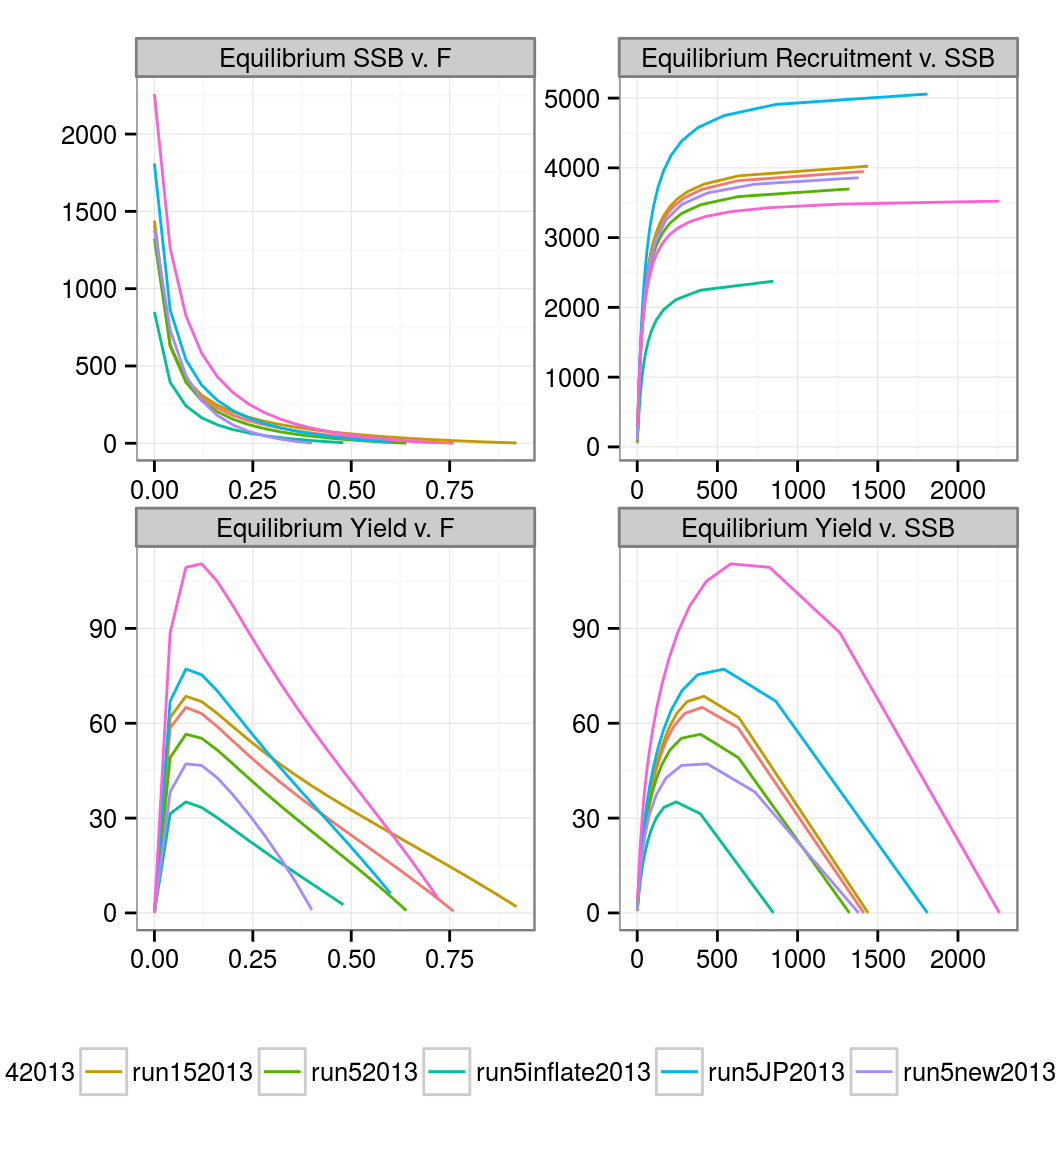 Equilibrium SSB v. F
Equilibrium Recruitment v. SSB
2000
1500
1000
500
0
5000
4000
3000
2000
1000
0
0.00 0.25 0.50 0.75
0 500 1000 1500 2000
Equilibrium Yield v. F
Equilibrium Yield v. SSB
90
60
30
0
90
60
30
0
0.00 0.25 0.50 0.75
0 500 1000 1500 2000
42013 run152013 run52013 run5inflate2013 run5JP2013 run5new2013